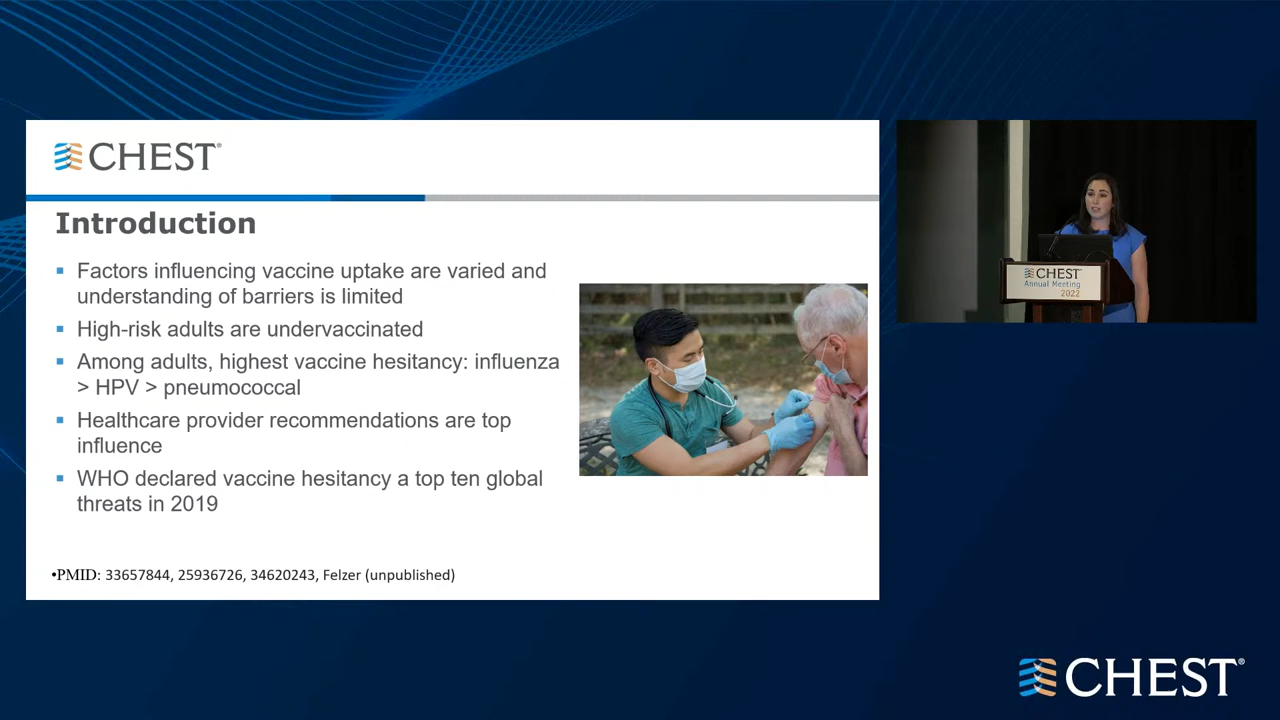 CHEST®
Introduction
▪ Factors influencing vaccine uptake are varied and
understanding of barriers is limited
▪ High-risk adults are undervaccinated
▪ Among adults, highest vaccine hesitancy: influenza
> HPV > pneumococcal
▪ Healthcare provider recommendations are top
influence
▪ WHO declared vaccine hesitancy a top ten global
threats in 2019
•PMID: 33657844, 25936726, 34620243, Felzer (unpublished)
CHEST
Annual Meeting
2022
CHEST®